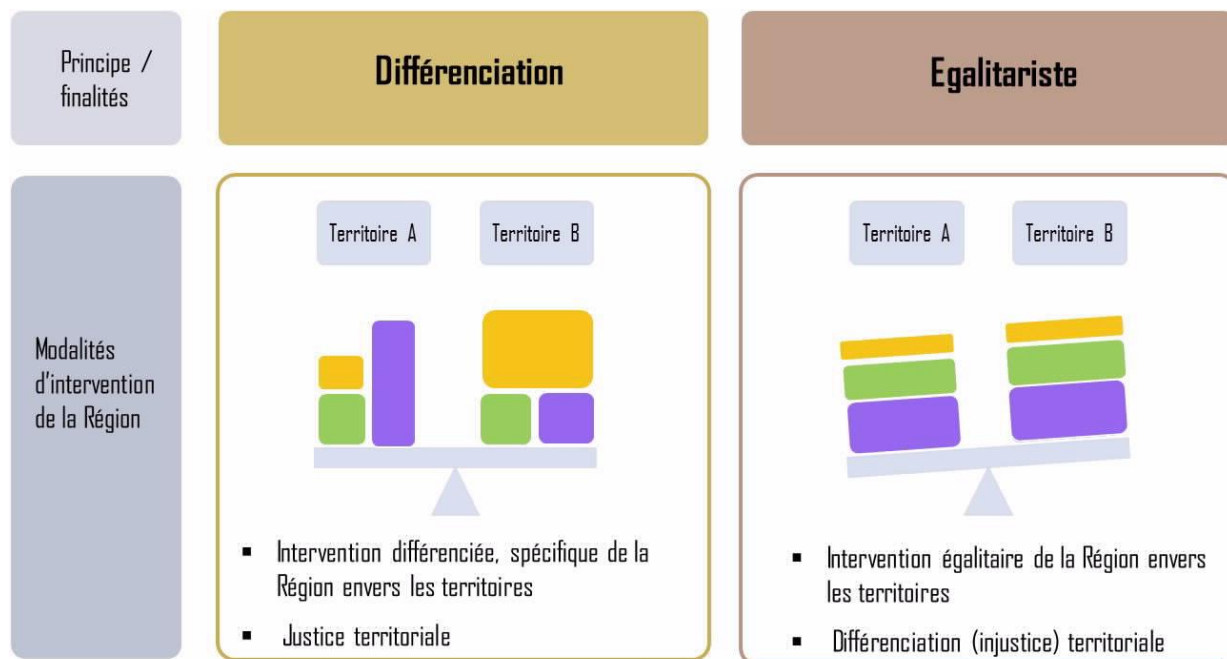 Principe /
finalités
Différenciation
Egalitariste
Modalités
d'intervention
de la Région
Territoire A
Territoire B
▪ Intervention différenciée, spécifique de la
Région envers les territoires
▪ Justice territoriale
Territoire A
Territoire B
▪ Intervention égalitaire de la Région envers
les territoires
▪ Différenciation (injustice) territoriale